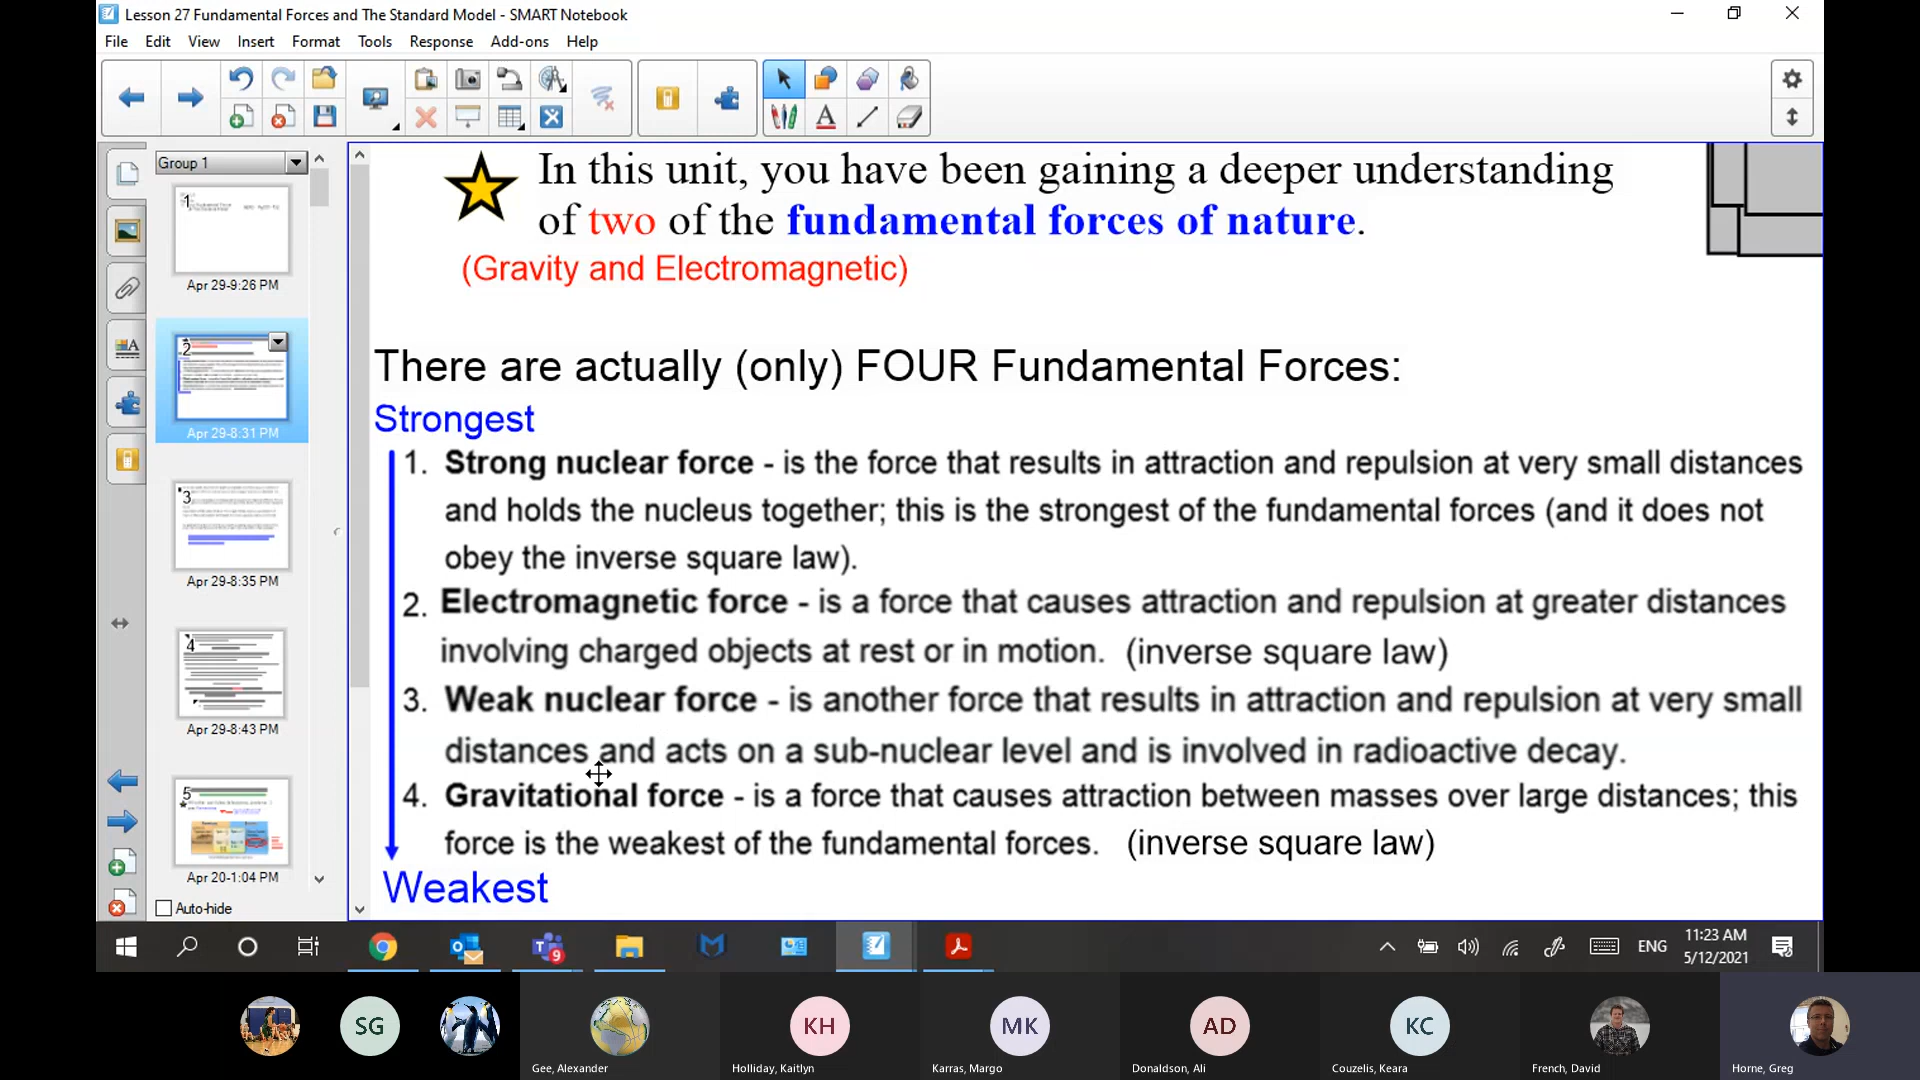 Lesson 27 Fundamental Forces and The Standard Model - SMART Notebook
File Edit View Insert Format Tools Response Add-ons Help
Group 1
1
Apr 29-9:26 PM
2
Apr 29-8:31 PM
3
Apr 29-8:35 PM
4
Apr 29-8:43 PM
5
Apr 20-1:04 PM
Auto-hide
In this unit, you have been gaining a deeper understanding
of two of the fundamental forces of nature.
(Gravity and Electromagnetic)
There are actually (only) FOUR Fundamental Forces:
Strongest
1. Strong nuclear force - is the force that results in attraction and repulsion at very small distances
and holds the nucleus together; this is the strongest of the fundamental forces (and it does not
obey the inverse square law).
2. Electromagnetic force - is a force that causes attraction and repulsion at greater distances
involving charged objects at rest or in motion. (inverse square law)
3. Weak nuclear force - is another force that results in attraction and repulsion at very small
distances and acts on a sub-nuclear level and is involved in radioactive decay.
4. Gravitational force - is a force that causes attraction between masses over large distances; this
force is the weakest of the fundamental forces. (inverse square law)
Weakest
9
ENG
11:23 AM
5/12/2021
SG
KH
MK
AD
KC
Gee, Alexander
Holliday, Kaitlyn
Karras, Margo
Donaldson, Ali
Couzelis, Keara
French, David
Horne, Greg